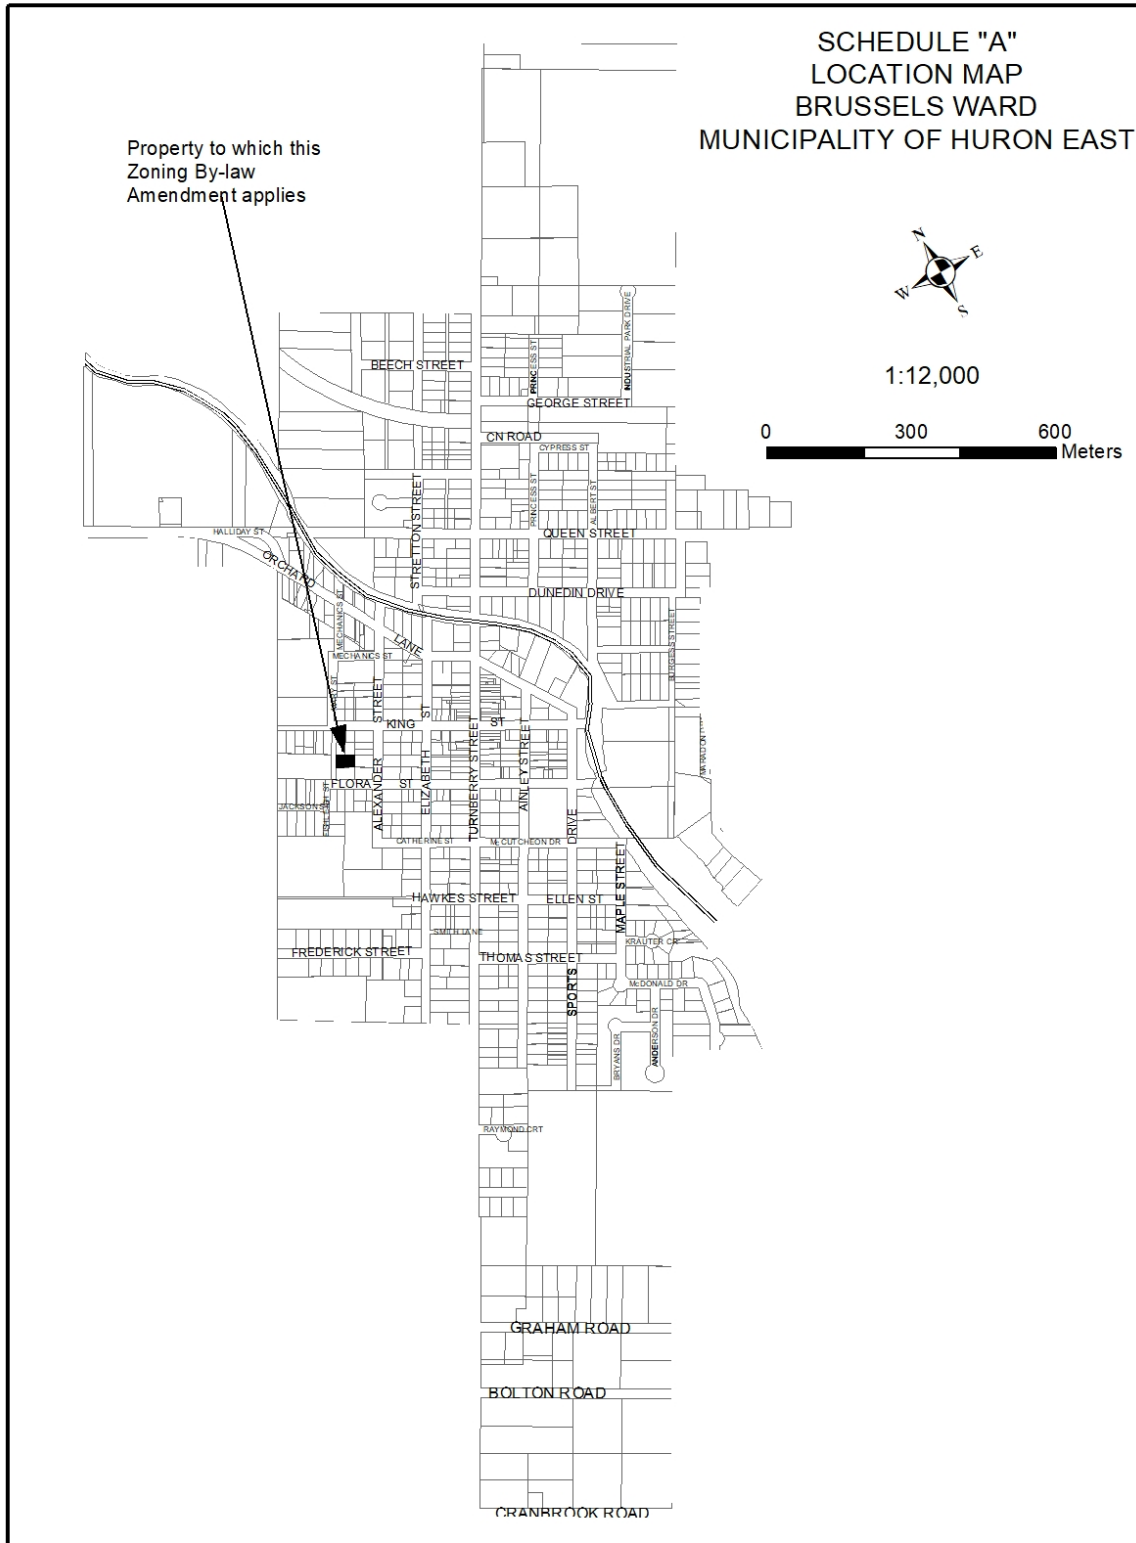 SCHEDULE "A"
LOCATION MAP
BRUSSELS WARD
MUNICIPALITY OF HURON EAST
Property to which this
Zoning By-law
Amendment applies
N
E
W
S
1:12,000
0 300 600
Meters
INDUSTRIAL PARK DRIVE
PRINCESS ST
BEECH STREET
GEORGE STREET
CN ROAD
CYPRESS ST
STRETTON STREET
PRINCESS ST
ALBERT ST
HALLIDAY ST
QUEEN STREET
ORCHARD
LANE
DUNEDIN DRIVE
MECHANICS ST
BURGESS STREET
MECHANICS ST
STREET
ALEXANDER
KING
ST
ST
ELIZABETH
TURNBERRY STREET
AINLEY STREET
FLORA ST
JACKSON ST
DRIVE
SPORTS
CATHERINE ST
McCUTCHEON DR
MAPLE STREET
HAWKES STREET
ELLEN ST
SMITH LANE
KRAUTER CR
FREDERICK STREET
THOMAS STREET
McDONALD DR
BRYANS DR
ANDERSON DR
RAYMOND CRT
GRAHAM ROAD
BOLTON ROAD
CRANBROOK ROAD